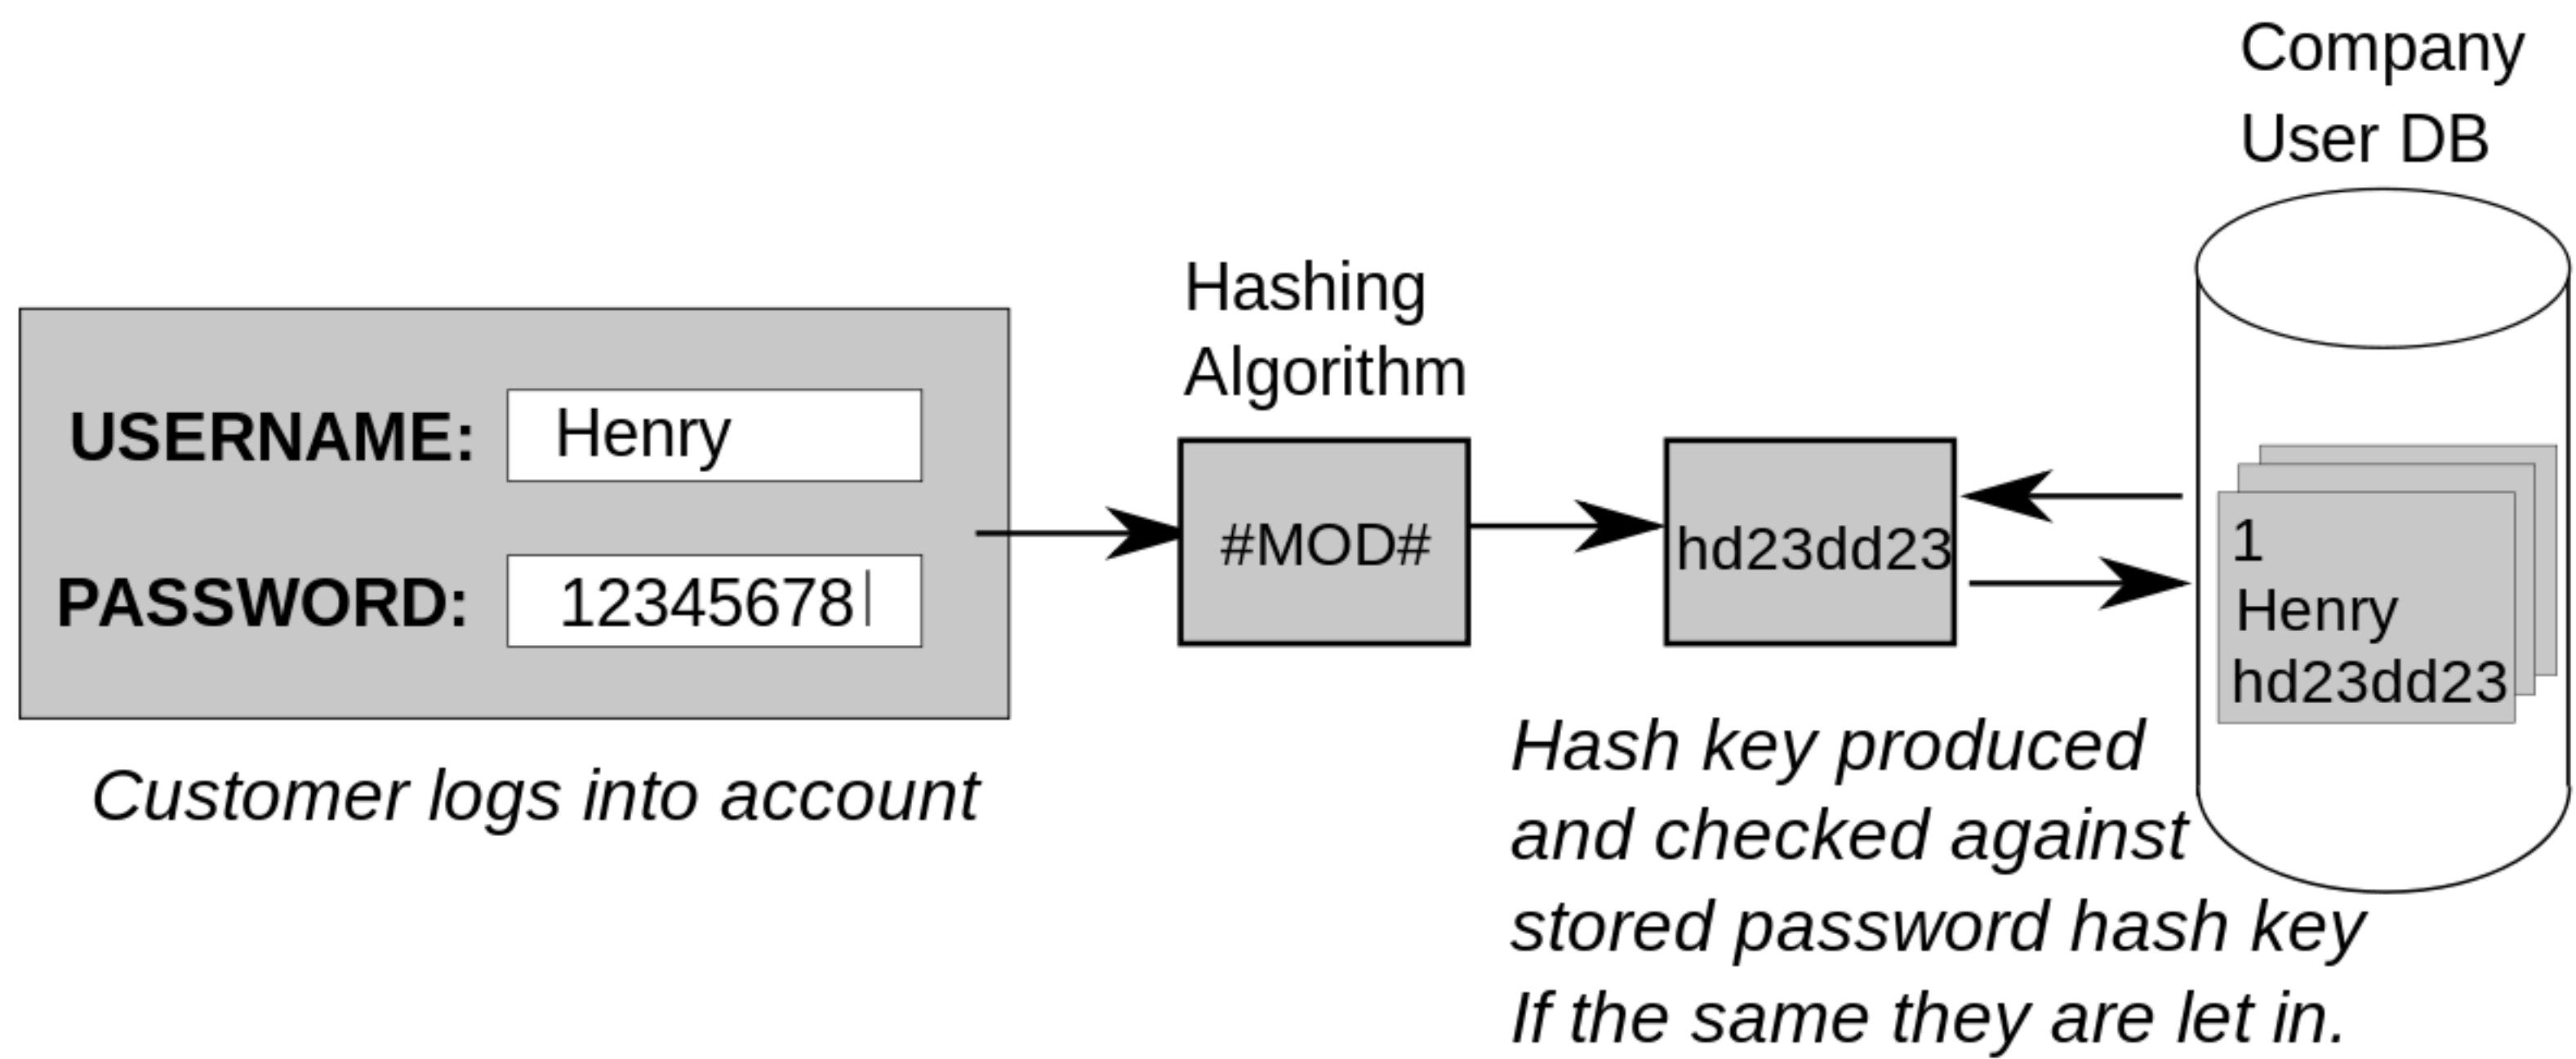 Company
User DB
Hashing
Algorithm
USERNAME: Henry
PASSWORD: 12345678
#MOD#
hd23dd23
1
Henry
hd23dd23
Customer logs into account
Hash key produced
and checked against
stored password hash key
If the same they are let in.